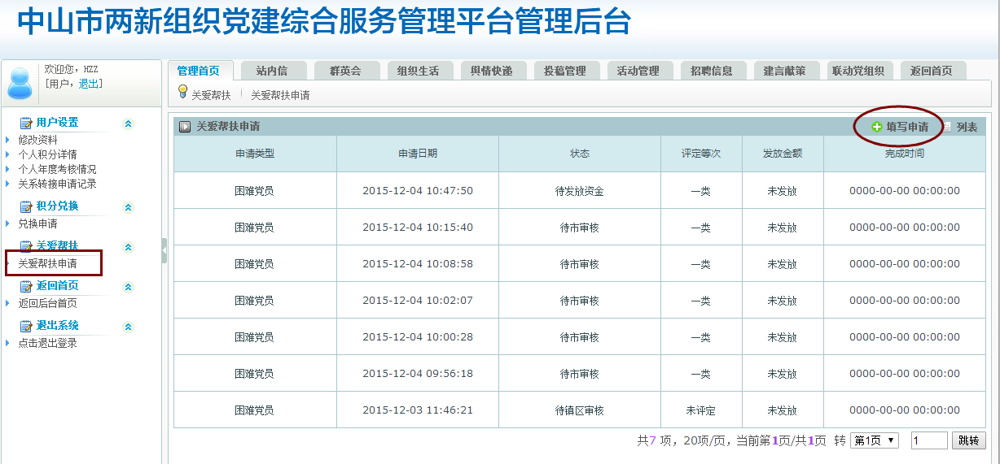 中山市两新组织党建综合服务管理平台管理后台
欢迎您，HZZ
[用户，退出]
管理首页 站内信 群英会 组织生活 舆情快递 投稿管理 活动管理 招聘信息 建言献策 联动党组织 返回首页
关爱帮扶 关爱帮扶申请
用户设置
修改资料
个人积分详情
个人年度考核情况
关系转接申请记录
积分兑换
兑换申请
关爱帮扶
关爱帮扶申请
返回首页
返回后台首页
退出系统
点击退出登录
关爱帮扶申请 填写申请 列表
申请类型 申请日期 状态 评定等次 发放金额 完成时间
困难党员 2015-12-04 10:47:50 待发放资金 一类 未发放 0000-00-00 00:00:00
困难党员 2015-12-04 10:15:40 待市审核 一类 未发放 0000-00-00 00:00:00
困难党员 2015-12-04 10:08:58 待市审核 一类 未发放 0000-00-00 00:00:00
困难党员 2015-12-04 10:02:07 待市审核 一类 未发放 0000-00-00 00:00:00
困难党员 2015-12-04 10:00:28 待市审核 一类 未发放 0000-00-00 00:00:00
困难党员 2015-12-04 09:56:18 待市审核 一类 未发放 0000-00-00 00:00:00
困难党员 2015-12-03 11:46:21 待镇区审核 未评定 未发放 0000-00-00 00:00:00
共7 项，20项/页，当前第1页/共1页 转 第1页 1 跳转